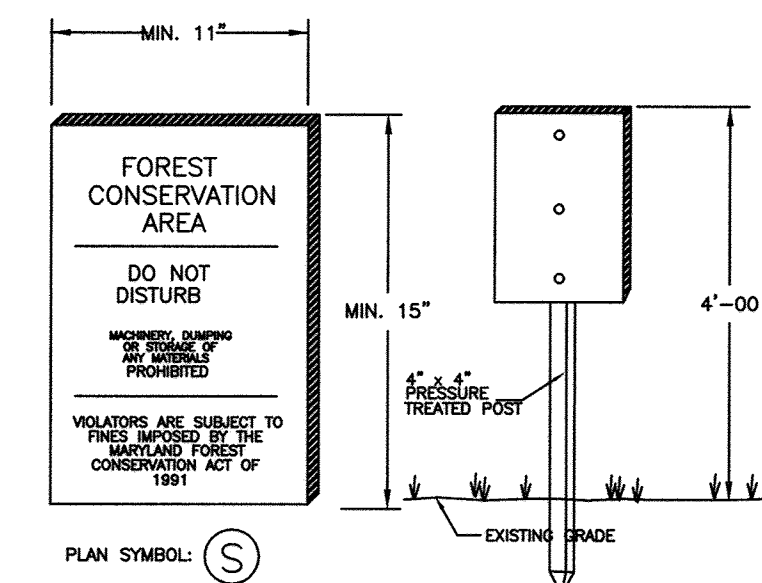 MIN. 11"
FOREST
CONSERVATION
AREA
DO NOT
DISTURB
MACHINERY, DUMPING
OR STORAGE OF
ANY MATERIALS
PROHIBITED
VIOLATORS ARE SUBJECT TO
FINES IMPOSED BY THE
MARYLAND FOREST
CONSERVATION ACT OF
1991
MIN. 15"
PLAN SYMBOL: S
4'-00
4" x 4"
PRESSURE
TREATED POST
EXISTING GRADE